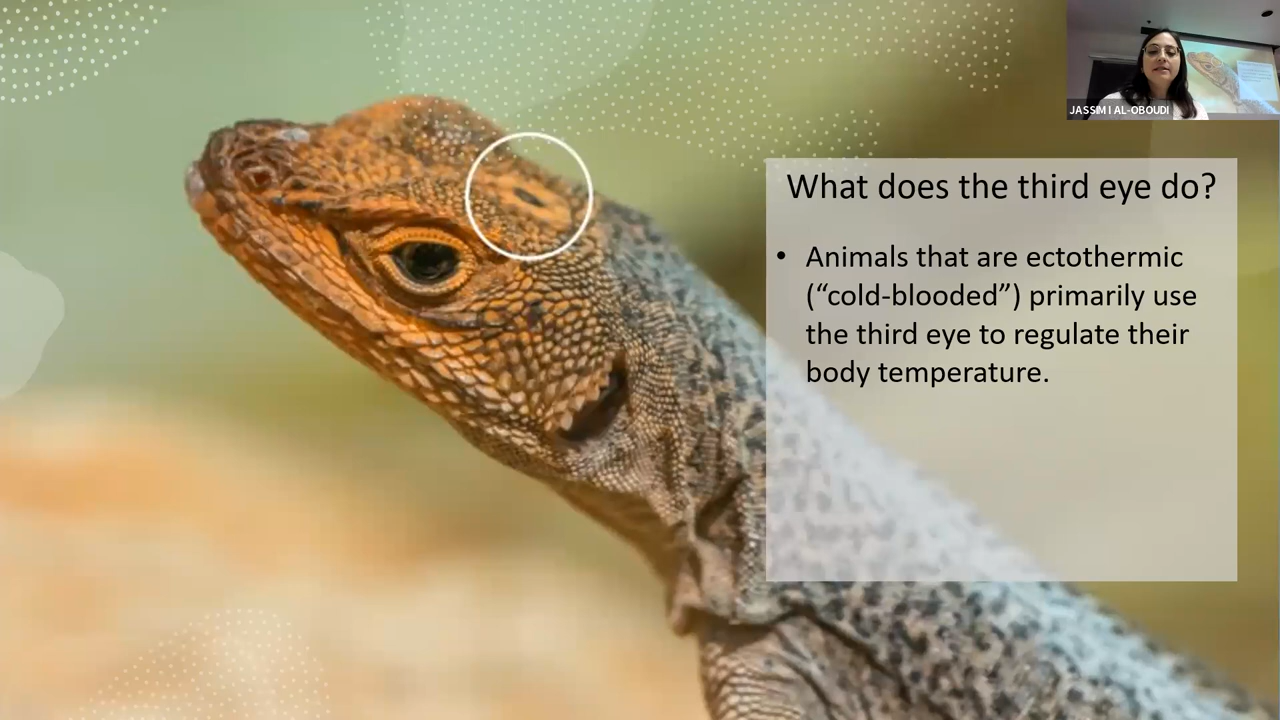 JASSIM I AL-OBOUDI
What does the third eye do?
• Animals that are ectothermic
(“cold-blooded”) primarily use
the third eye to regulate their
body temperature.